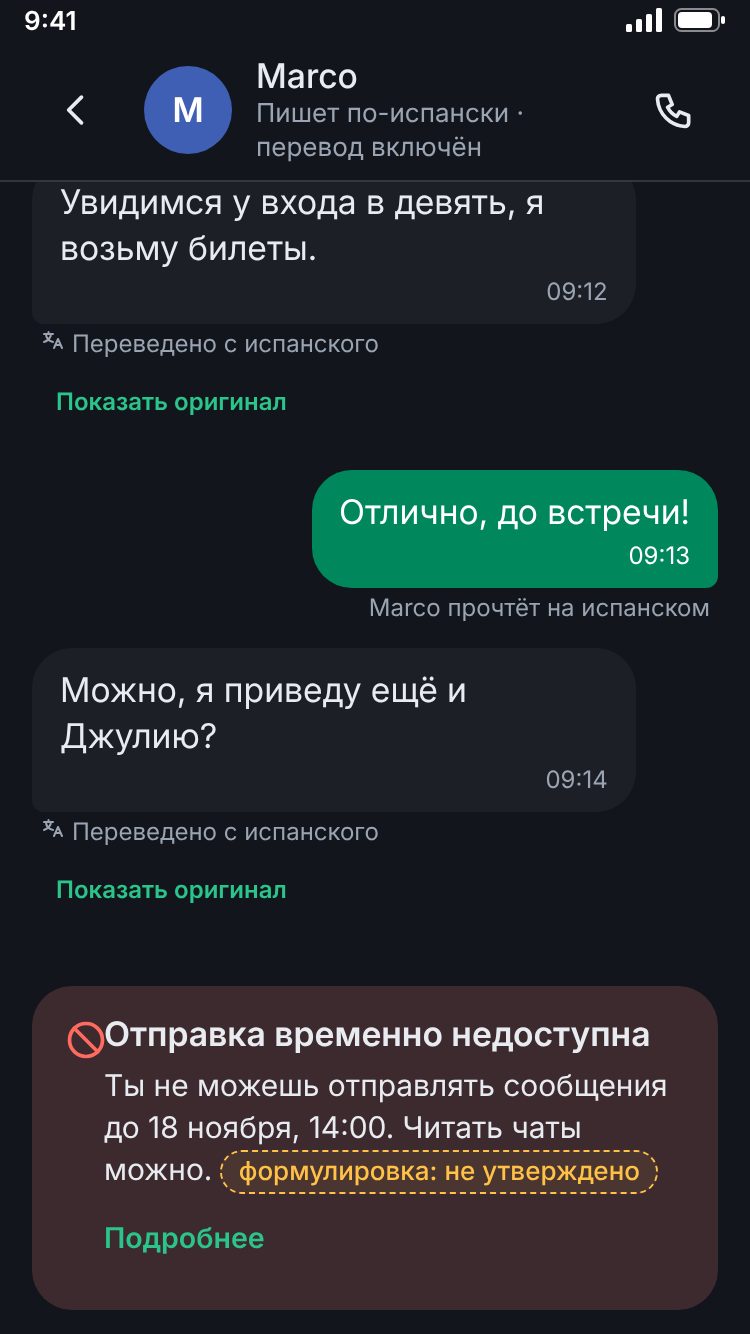 9:41
M
Marco
Пишет по-испански ·
перевод включён
Увидимся у входа в девять, я
возьму билеты.
09:12
Переведено с испанского
Показать оригинал
Отлично, до встречи!
09:13
Marco прочтёт на испанском
Можно, я приведу ещё и
Джулию?
09:14
Переведено с испанского
Показать оригинал
Отправка временно недоступна
Ты не можешь отправлять сообщения
до 18 ноября, 14:00. Читать чаты
можно. формулировка: не утверждено
Подробнее